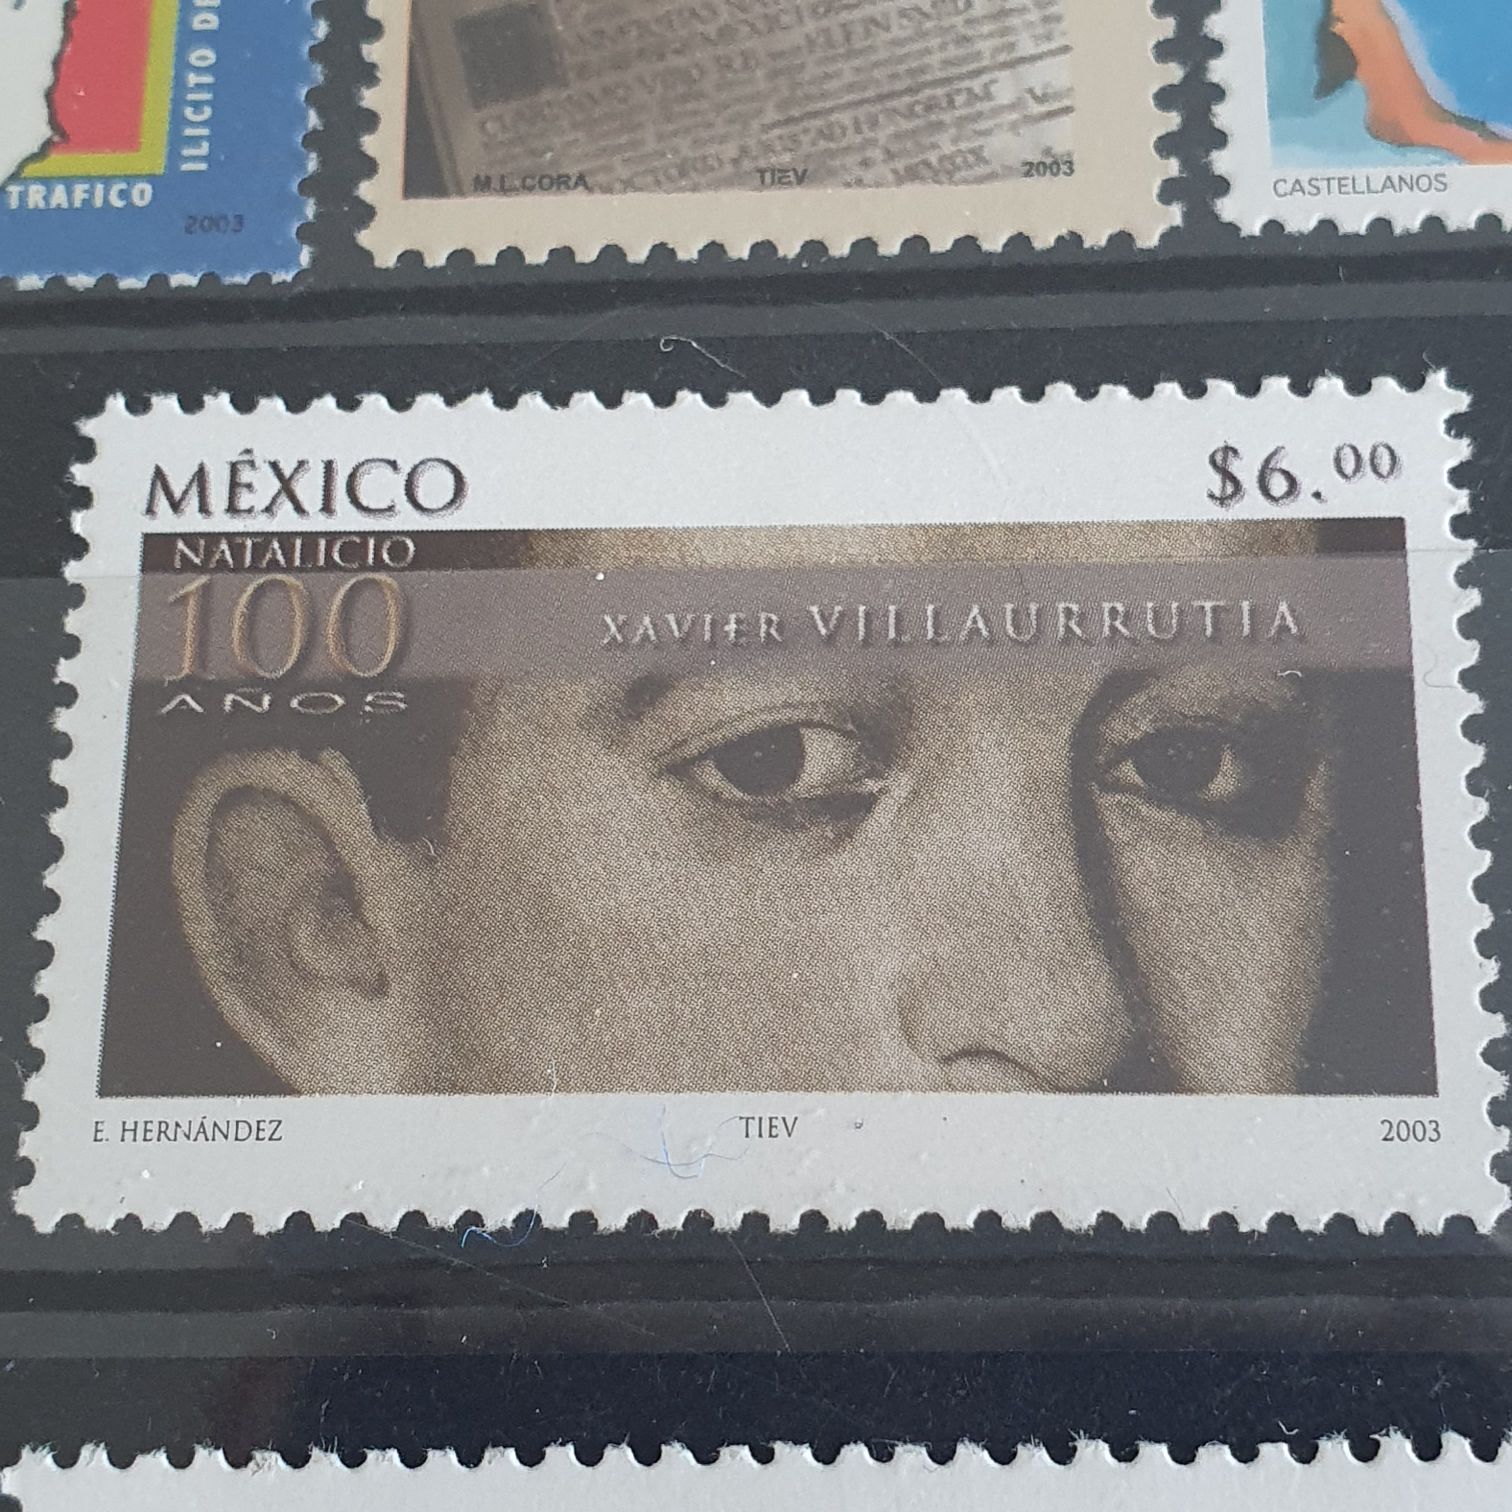 ILICITO DE
TRAFICO
2003
M.L.CORA TIEV 2003
CASTELLANOS
MÉXICO $6.00
NATALICIO
100
AÑOS
XAVIER VILLAURRUTIA
E. HERNÁNDEZ TIEV 2003